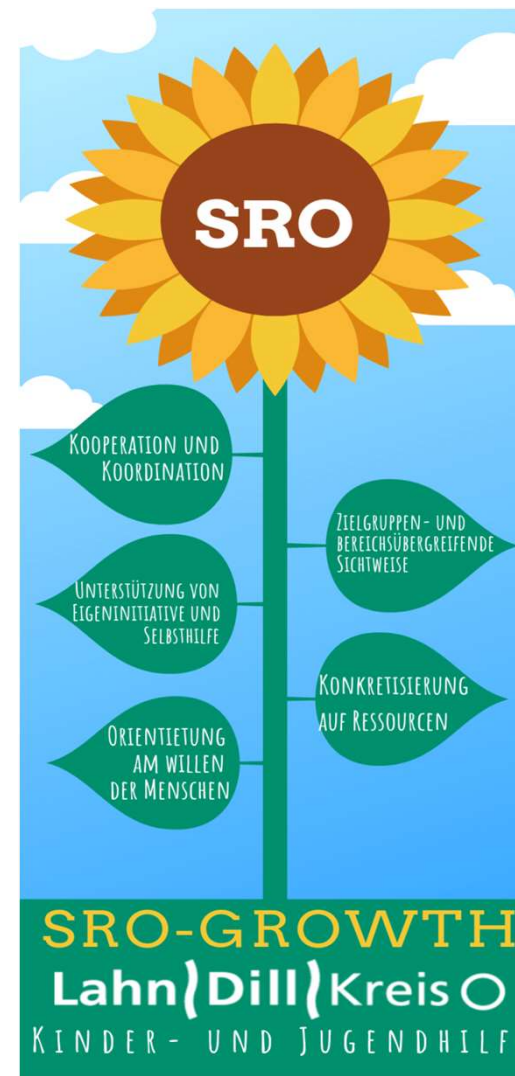 SRO
KOOPERATION UND
KOORDINATION
ZIELGRUPPEN- UND
BEREICHSÜBERGREIFENDE
SICHTWEISE
UNTERSTÜTZUNG VON
EIGENINITIATIVE UND
SELBSTHILFE
KONKRETISIERUNG
AUF RESSOURCEN
ORIENTIETUNG
AM WILLEN
DER MENSCHEN
SRO-GROWTH
Lahn Dill Kreis
KINDER- UND JUGENDHILF